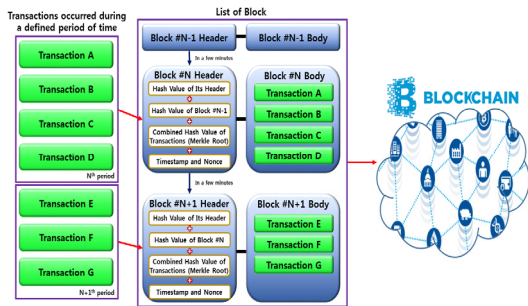 Transactions occurred during
a defined period of time
Transaction A
Transaction B
Transaction C
Transaction D
Nth period
Transaction E
Transaction F
Transaction G
N+1th period
List of Block
Block #N-1 Header
Block #N-1 Body
In a few minutes
Block #N Header
Hash Value of Its Header
+
Hash Value of Block #N-1
+
Combined Hash Value of
Transactions (Merkle Root)
+
Timestamp and Nonce
Block #N Body
Transaction A
Transaction B
Transaction C
Transaction D
In a few minutes
Block #N+1 Header
Hash Value of Its Header
+
Hash Value of Block #N
+
Combined Hash Value of
Transactions (Merkle Root)
+
Timestamp and Nonce
Block #N+1 Body
Transaction E
Transaction F
Transaction G
BLOCKCHAIN